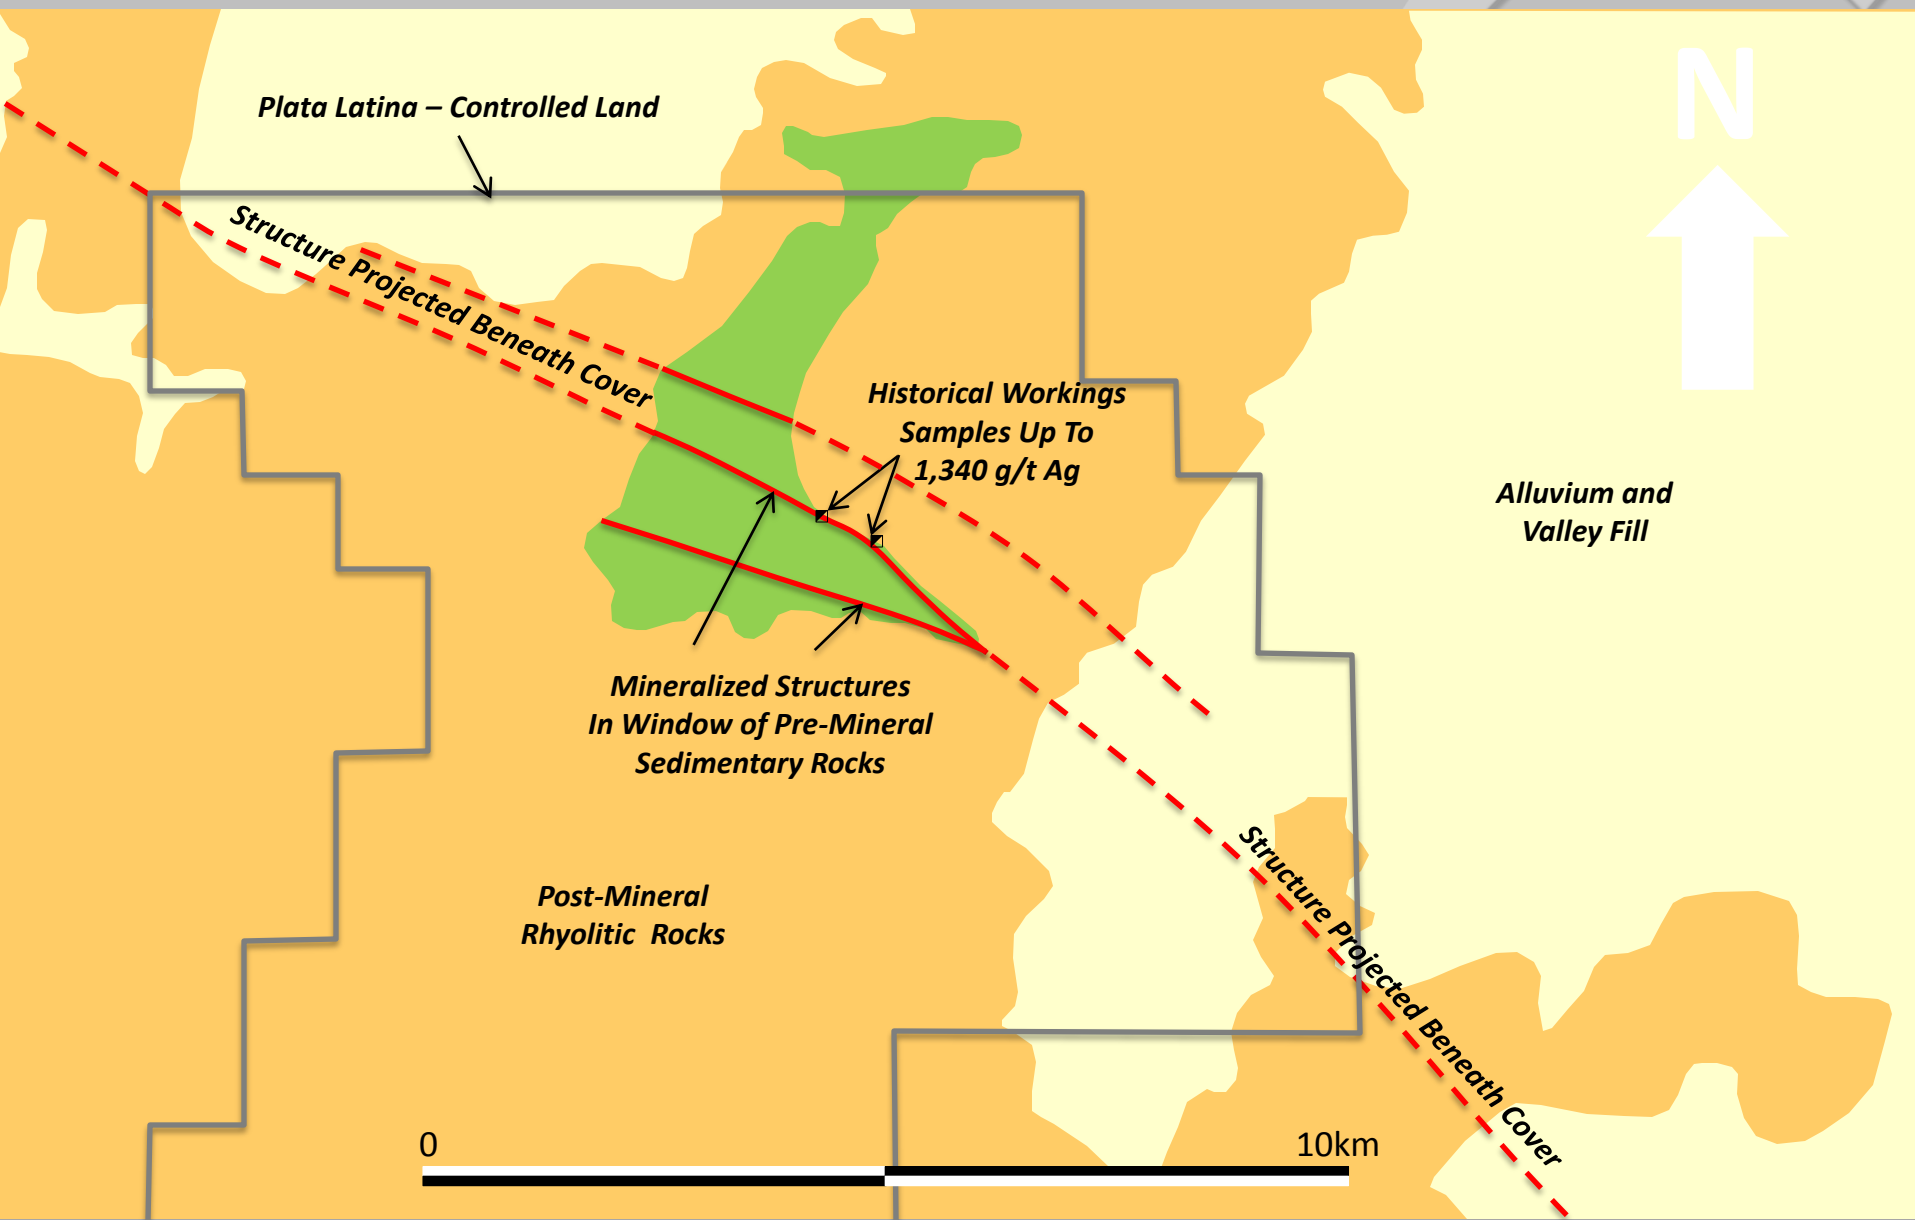 N
Plata Latina – Controlled Land
Structure Projected Beneath Cover
Historical Workings
Samples Up To
1,340 g/t Ag
Alluvium and
Valley Fill
Mineralized Structures
In Window of Pre-Mineral
Sedimentary Rocks
Post-Mineral
Rhyolitic Rocks
Structure Projected Beneath Cover
0
10km